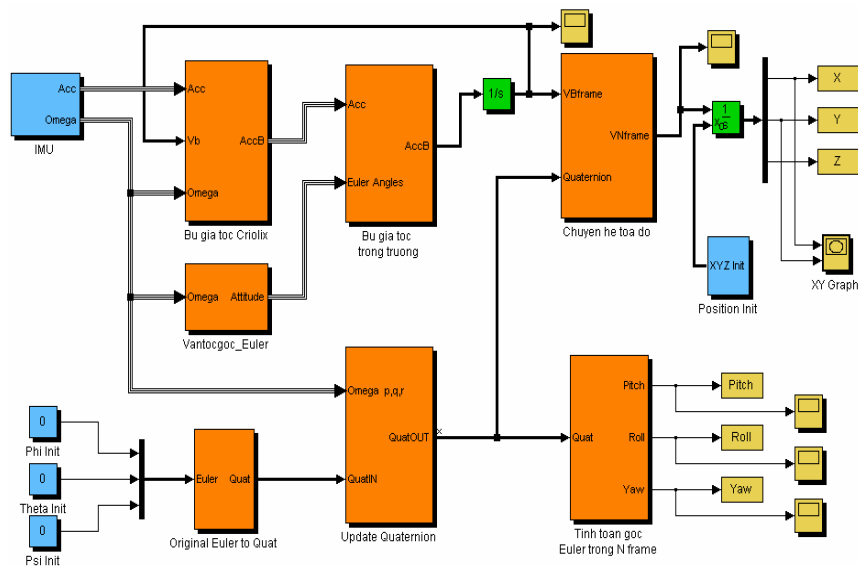 Acc
Omega
IMU
Acc
Vb
Omega
AccB
Bu gia toc Criolix
Acc
Euler Angles
AccB
Bu gia toc
trong truong
1/s
VBframe
VNframe
Quaternion
Chuyen he toa do
1
s
X
Y
Z
XY Graph
XYZ Init
Position Init
Omega
Attitude
Vantocgoc_Euler
0
Phi Init
0
Theta Init
0
Psi Init
Euler
Quat
Original Euler to Quat
Omega p,q,r
QuatOUT
QuatIN
Update Quaternion
Quat
Pitch
Roll
Yaw
Tinh toan goc
Euler trong N frame
Pitch
Roll
Yaw